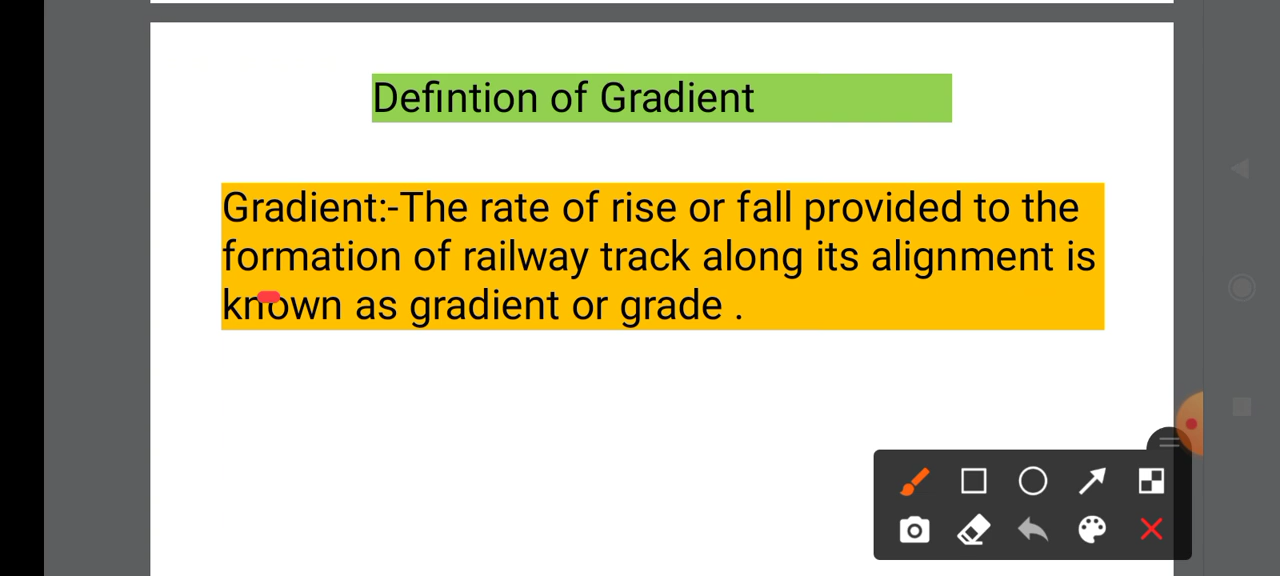 Defintion of Gradient
Gradient:-The rate of rise or fall provided to the
formation of railway track along its alignment is
known as gradient or grade .